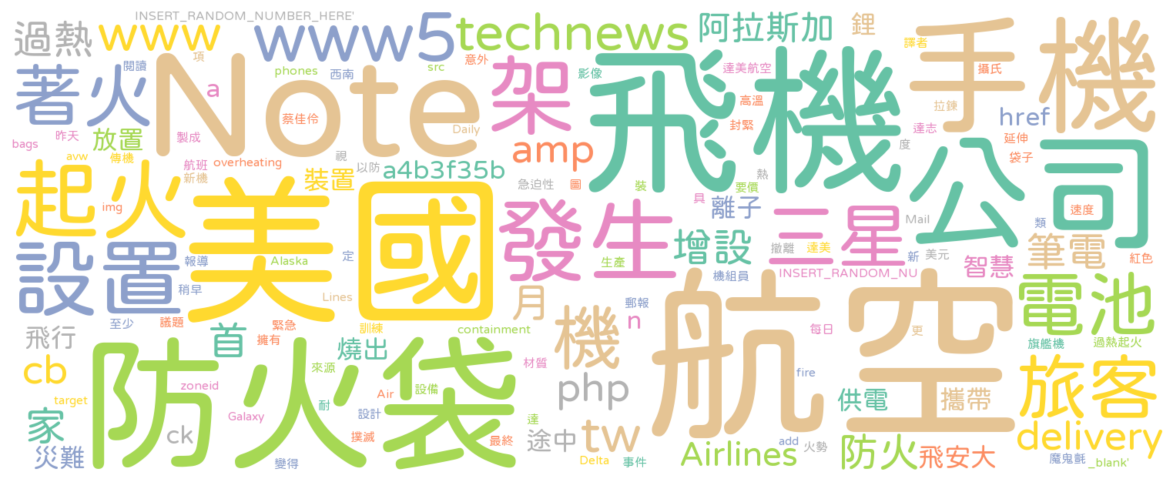 INSERT_RANDOM_NUMBER_HERE'
過熱
www
www5
technews
阿拉斯加
鋰
譯者
手機
項
閱讀
phones
西南
src
意外
達美航空
攝氏
著火
Note
a
架
影像
飛機
高溫
拉鍊
href
蔡佳伶
Daily
封緊
達志
延伸
bags
昨天
放置
製成
amp
度
袋子
公司
avw
傳檣
航班
新檣
overheating
視
以防
熱
起火
裝置
a4b3f35b
急迫性
圖
裝
要價
img
美國
發生
具
離子
三星
Mail
類
速度
設置
報導
定
Alaska
增設
撤離
達美
新
美元
筆電
紅色
稍早
Lines
生產
機組員
INSERT_RANDOM_NU
智慧
電池
至少
議題
緊急
訓練
月
郵報
n
航空
每日
更
飛行
首
擁有
containment
機
旗艦機
過熱起火
防火袋
燒出
來源
材質
cb
zoneid
設備
php
fire
供電
攜帶
旅客
target
Galaxy
Air
達
家
ck
耐
設計
途中
tw
Airlines
add
火勢
防火
飛安大
delivery
災難
變得
撲滅
最終
Delta
事件
魔鬼氈
_blank'